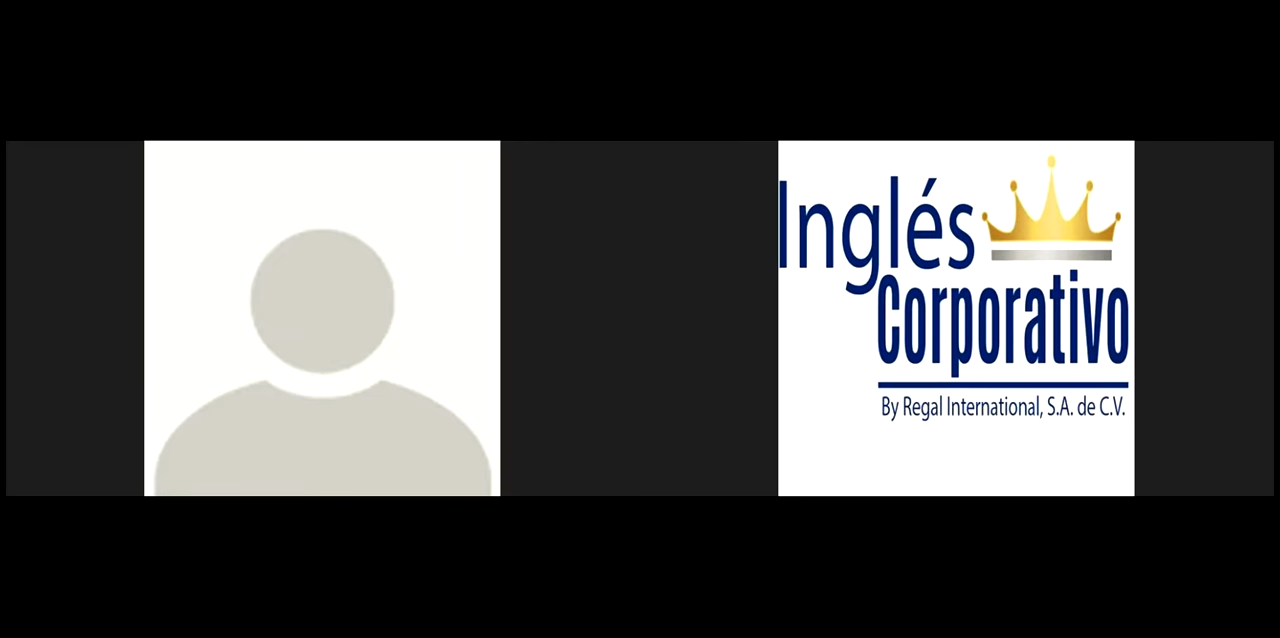 Inglés
Corporativo
By Regal International, S.A. de C.V.